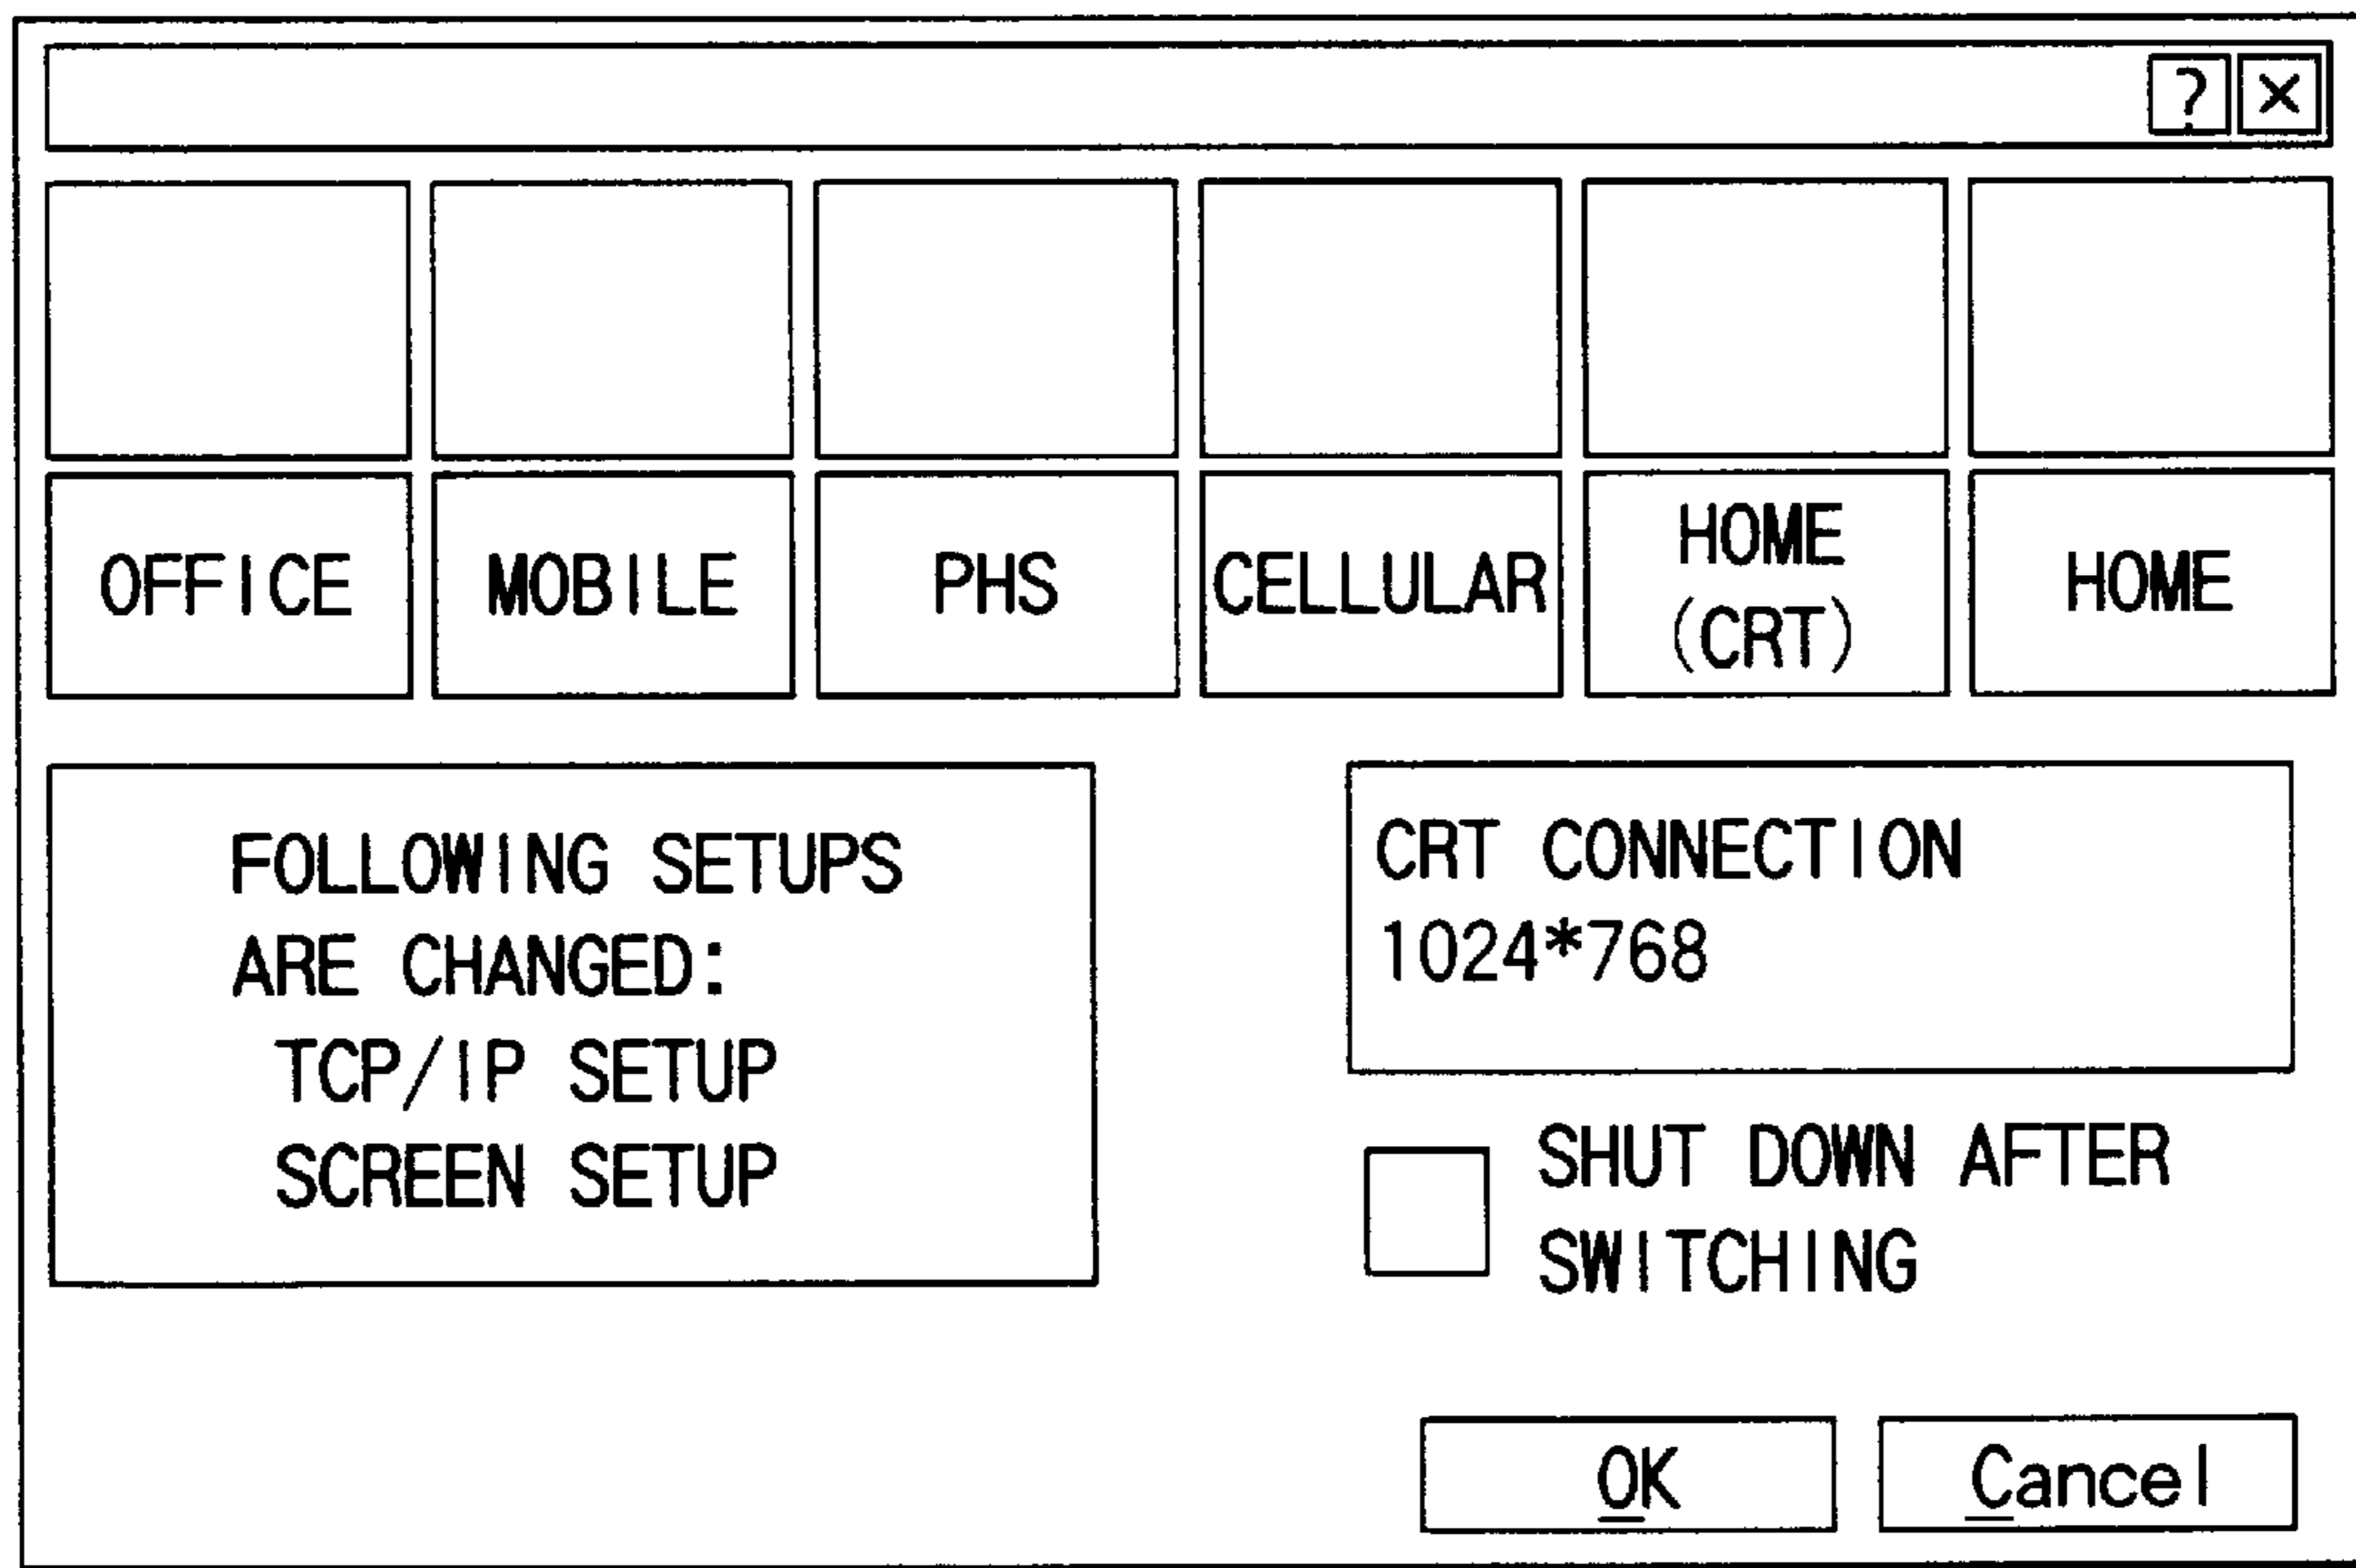 ? ×
OFFICE
MOBILE
PHS
CELLULAR
HOME
(CRT)
HOME
FOLLOWING SETUPS
ARE CHANGED:
TCP/IP SETUP
SCREEN SETUP
CRT CONNECTION
1024*768
SHUT DOWN AFTER
SWITCHING
OK
Cancel